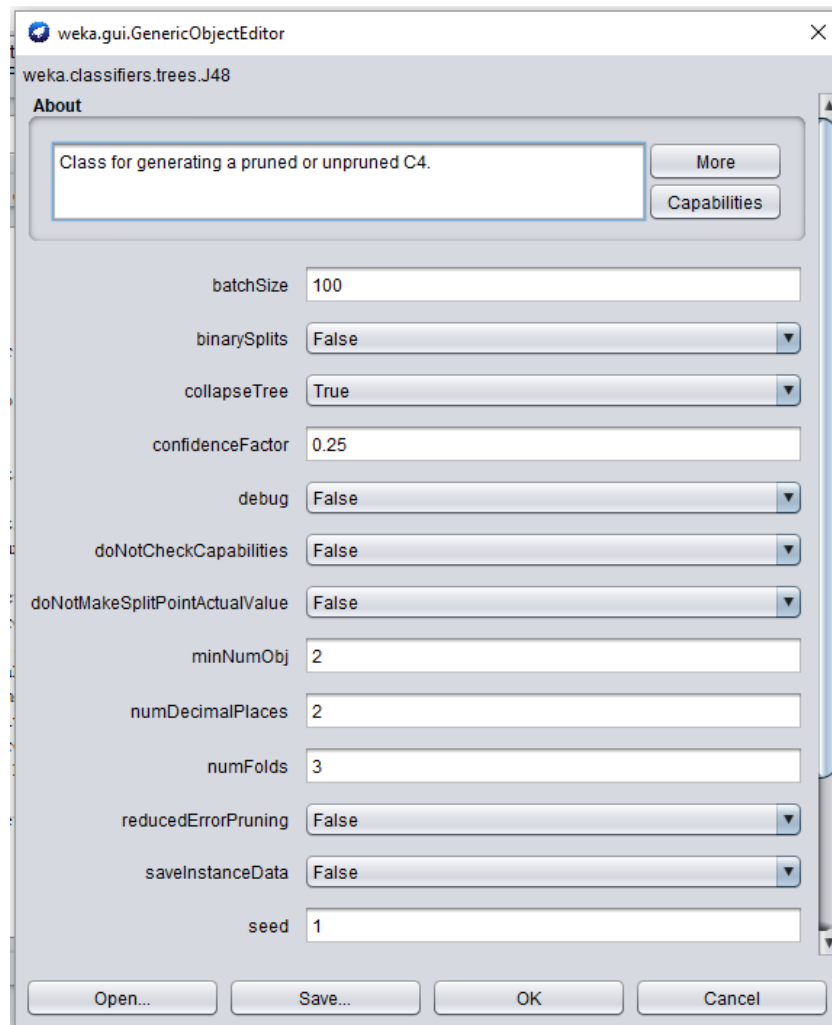 weka.gui.GenericObjectEditor
weka.classifiers.trees.J48
About
Class for generating a pruned or unpruned C4.
More
Capabilities
batchSize 100
binarySplits False
collapseTree True
confidenceFactor 0.25
debug False
doNotCheckCapabilities False
doNotMakeSplitPointActualValue False
minNumObj 2
numDecimalPlaces 2
numFolds 3
reducedErrorPruning False
saveInstanceData False
seed 1
Open... Save... OK Cancel